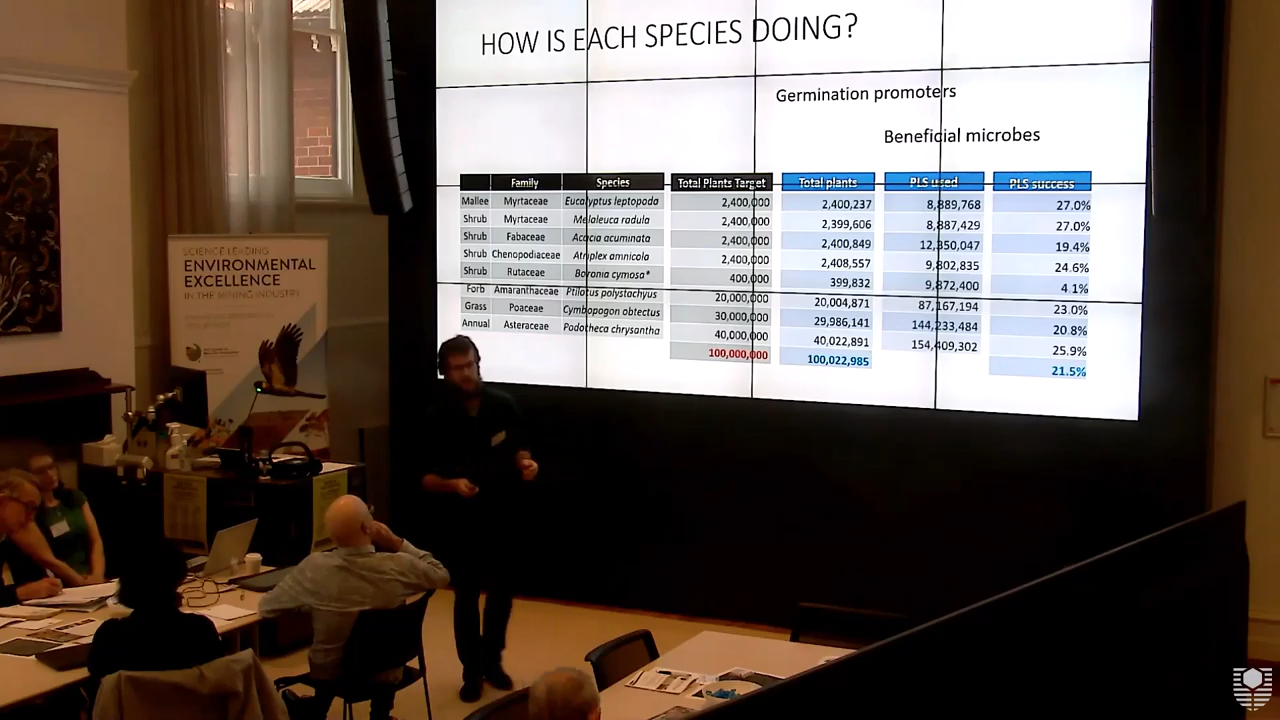 HOW IS EACH SPECIES DOING?
Germination promoters
Beneficial microbes
Family Species Total Plants Target Total plants PLS used PLS success
Mallee Myrtaceae Eucalyptus leptopoda 2,400,000 2,400,237 8,889,768 27.0%
Shrub Myrtaceae Melaleuca radula 2,400,000 2,399,606 8,887,429 27.0%
Shrub Fabaceae Acacia acuminata 2,400,000 2,400,849 12,350,047 19.4%
Shrub Chenopodiaceae Atriplex amnicola 2,400,000 2,408,557 9,802,835 24.6%
Shrub Rutaceae Boronia cymosa* 400,000 399,832 9,872,400 4.1%
Forb Amaranthaceae Ptilotus polystachyus 20,000,000 20,004,871 87,167,194 23.0%
Grass Poaceae Cymbopogon obtectus 30,000,000 29,986,141 144,233,484 20.8%
Annual Asteraceae Podotheca chrysantha 40,000,000 40,022,891 154,409,302 25.9%
100,000,000 100,022,985 21.5%
SCIENCE LEADING
ENVIRONMENTAL
EXCELLENCE
IN THE MINING INDUSTRY